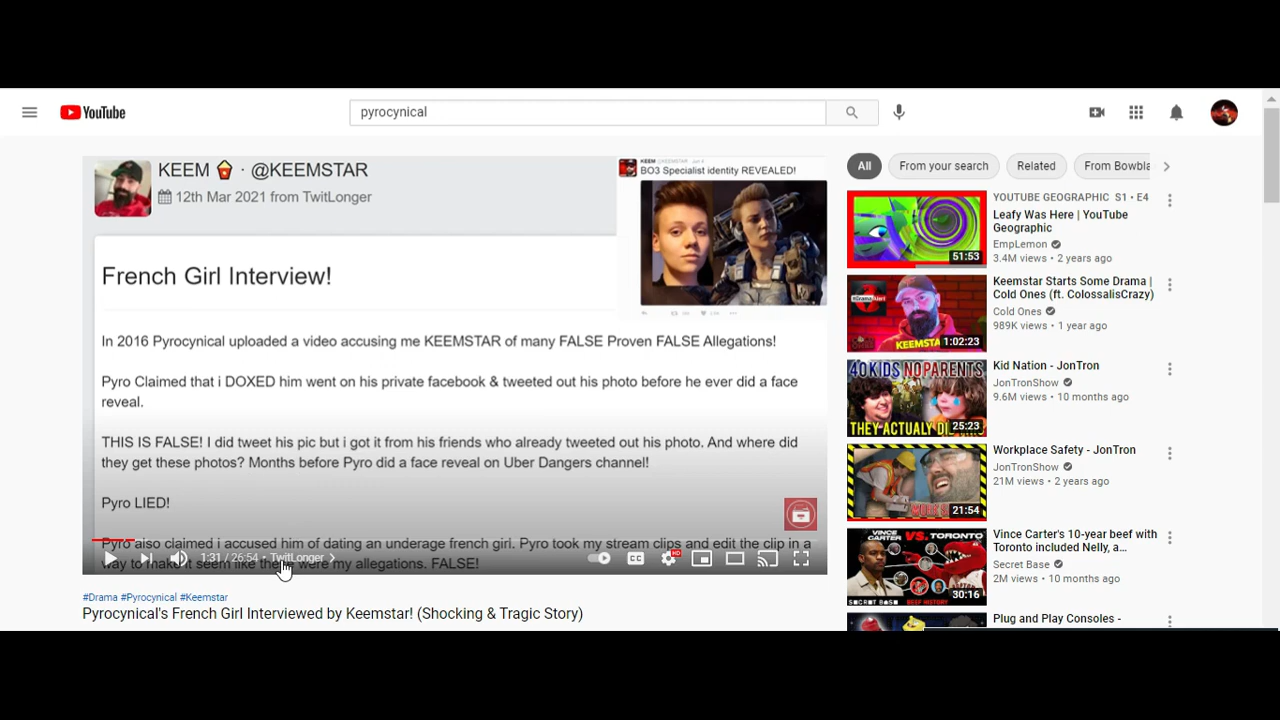 YouTube
pyrocynical
KEEM · @KEEMSTAR
12th Mar 2021 from TwitLonger
KEEM @KEEMSTAR
BO3 Specialist identity REVEALED!
French Girl Interview!
In 2016 Pyrocynical uploaded a video accusing me KEEMSTAR of many FALSE Proven FALSE Allegations!
Pyro Claimed that i DOXED him went on his private facebook & tweeted out his photo before he ever did a face
reveal.
THIS IS FALSE! I did tweet his pic but i got it from his friends who already tweeted out his photo. And where did
they get these photos? Months before Pyro did a face reveal on Uber Dangers channel!
Pyro LIED!
Pyro also i accused him of dating an underage french girl. Pyro took my stream clips and edit the clip in a
way to make it seem like were my allegations. FALSE!
1:31 / 26:54 • TwitLonger
CC
HD
#Drama #Pyrocynical #Keemstar
Pyrocynical's French Girl Interviewed by Keemstar! (Shocking & Tragic Story)
All
From your search
Related
From Bowbla
51:53
YOUTUBE GEOGRAPHIC S1 • E4
Leafy Was Here | YouTube
Geographic
EmpLemon
3.4M views • 2 years ago
KEEMSTAR
1:02:23
Keemstar Starts Some Drama |
Cold Ones (ft. ColossalisCrazy)
Cold Ones
989K views • 1 year ago
40 KIDS NO PARENTS
THEY ACTUALY DI
25:23
Kid Nation - JonTron
JonTronShow
9.6M views • 10 months ago
21:54
Workplace Safety - JonTron
JonTronShow
21M views • 2 years ago
VINCE
CARTER
VS. TORONTO
SECRET BASE
BEEF HISTORY
30:16
Vince Carter's 10-year beef with
Toronto included Nelly, a...
Secret Base
2M views • 10 months ago
Plug and Play Consoles -